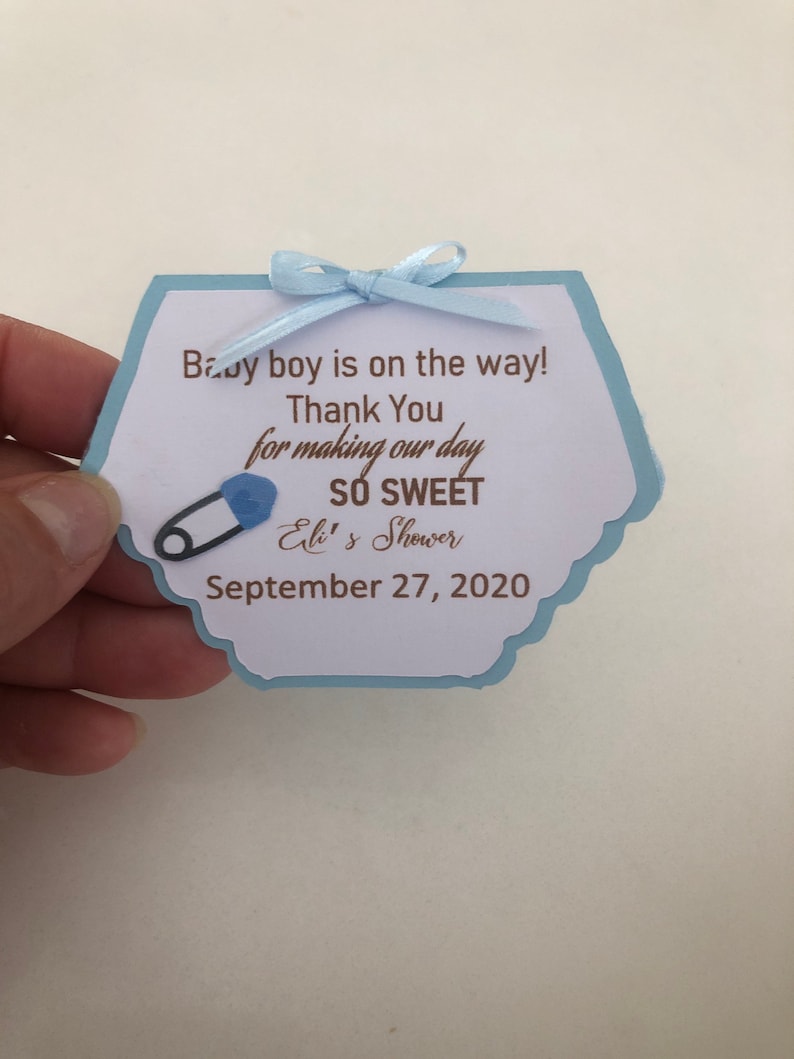 Baby boy is on the way!
Thank You
for making our day
SO SWEET
Eli's Shower
September 27, 2020